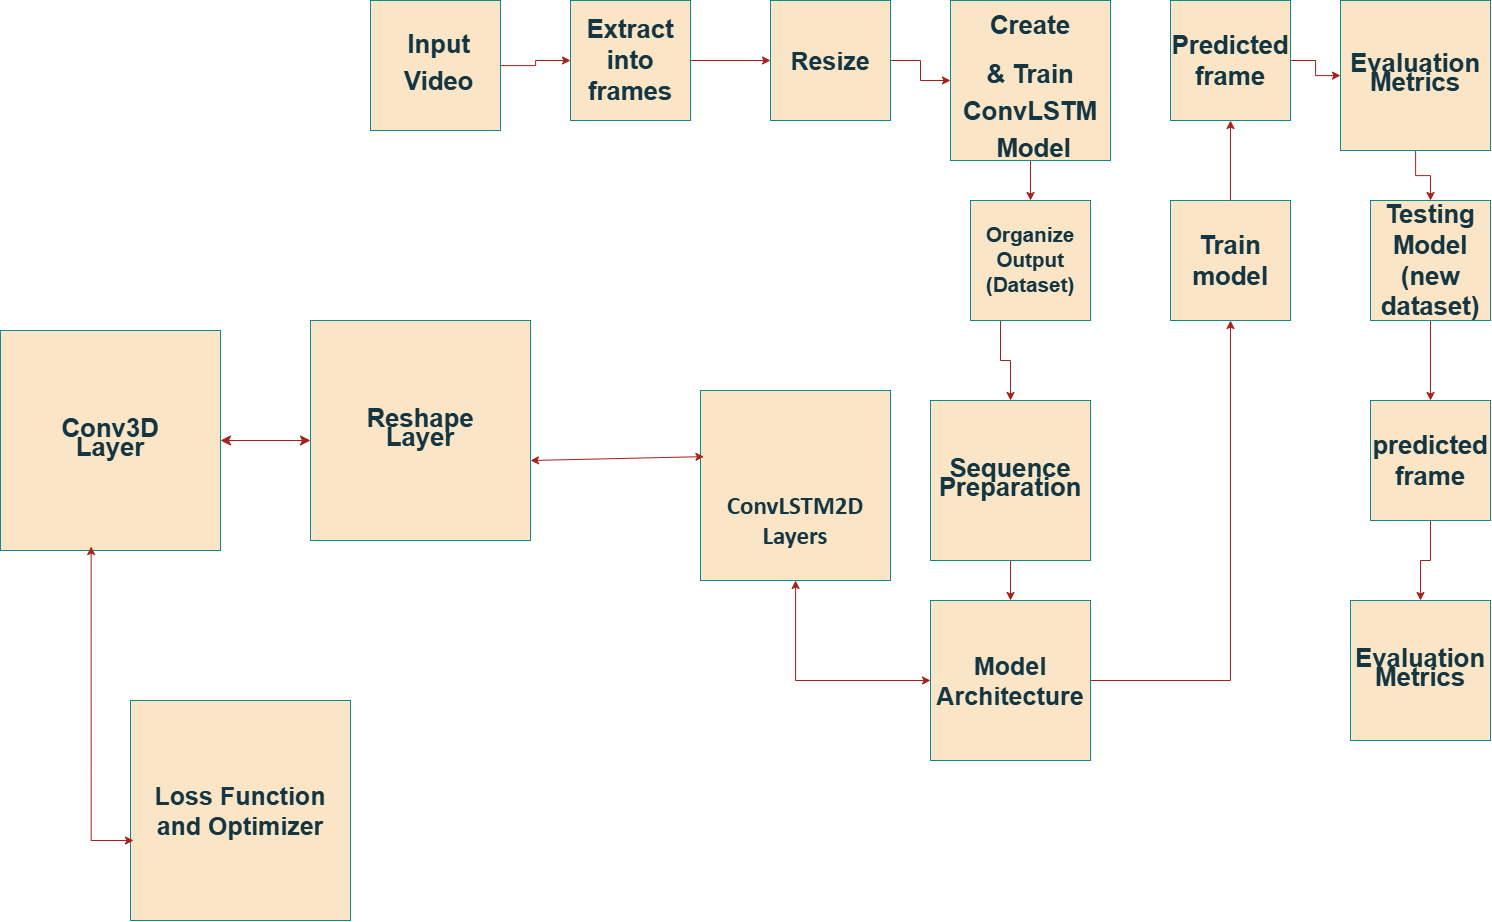 Input
Video
Extract
into
frames
Resize
Create
& Train
ConvLSTM
Model
Predicted
frame
Evaluation
Metrics
Organize
Output
(Dataset)
Train
model
Testing
Model
(new
dataset)
Conv3D
Layer
Reshape
Layer
ConvLSTM2D
Layers
Sequence
Preparation
predicted
frame
Model
Architecture
Evaluation
Metrics
Loss Function
and Optimizer